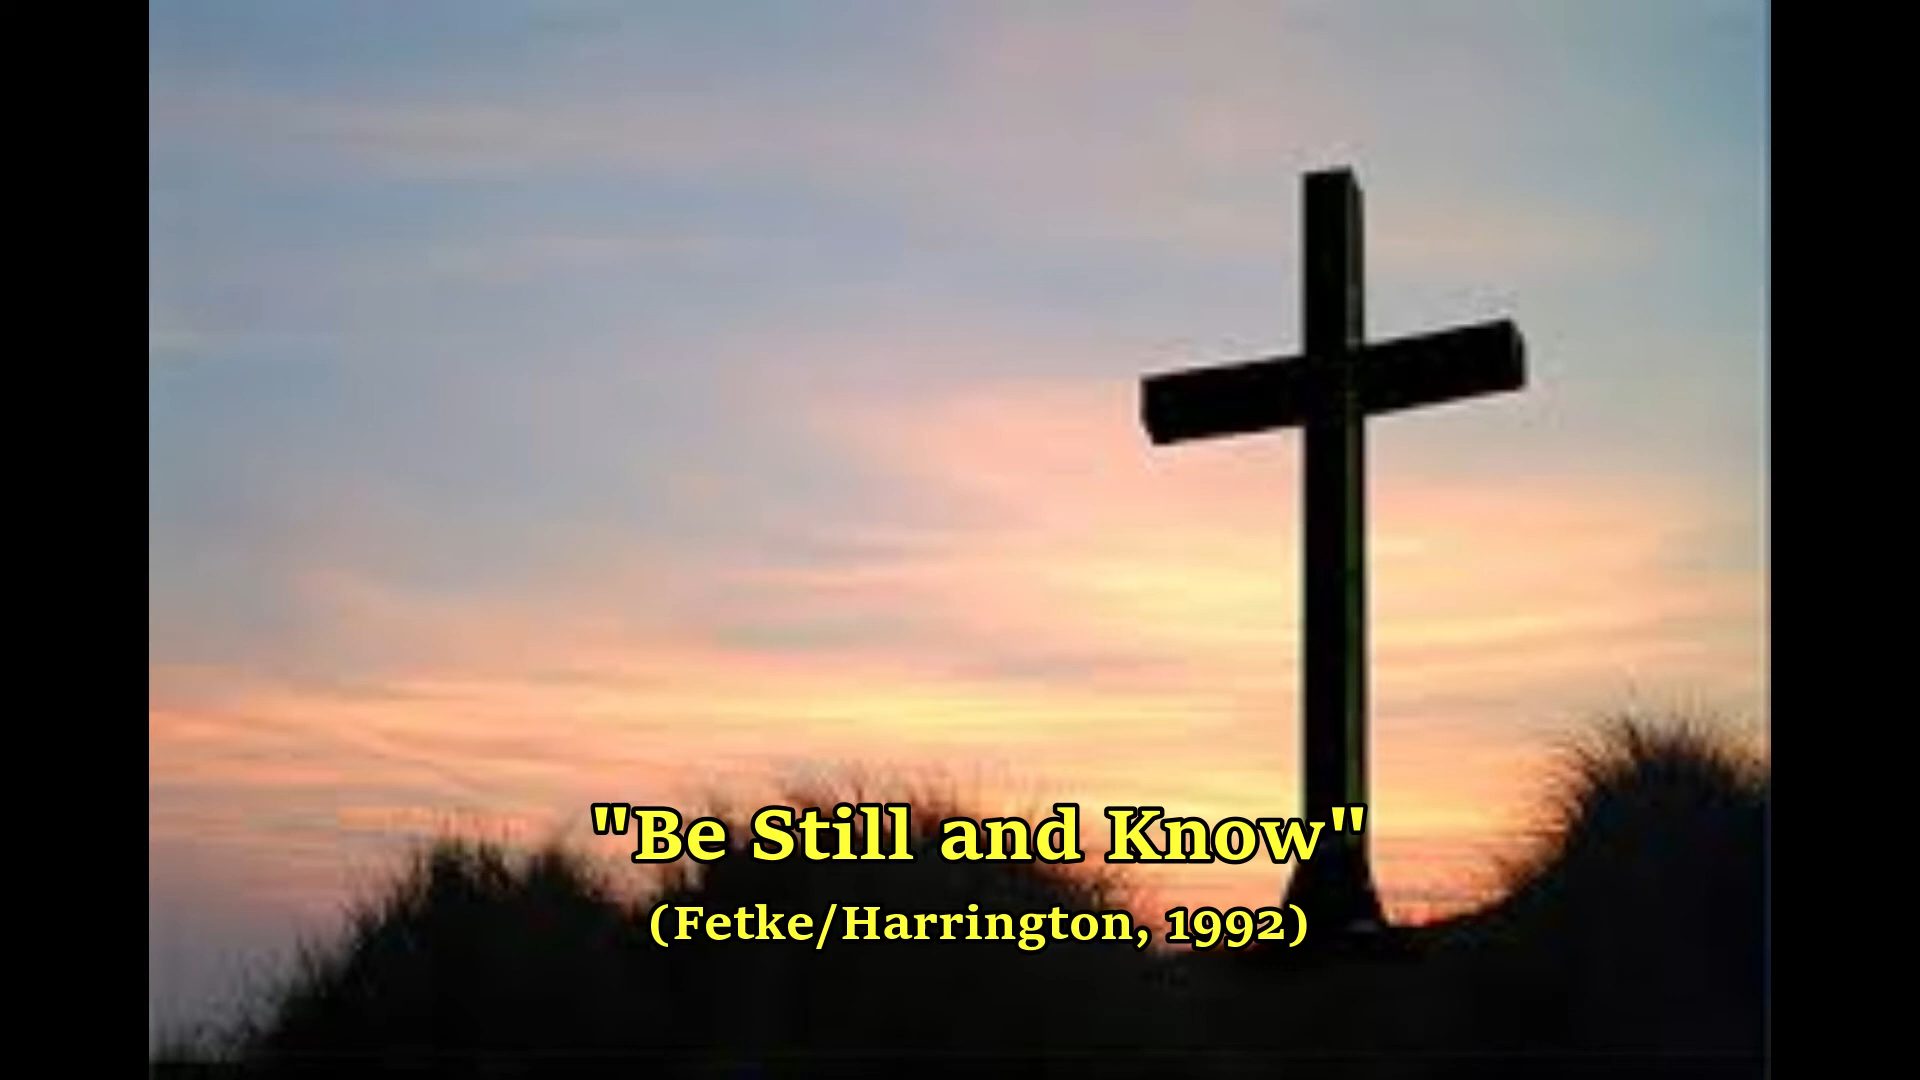 "Be Still and Know"
(Fetke/Harrington, 1992)